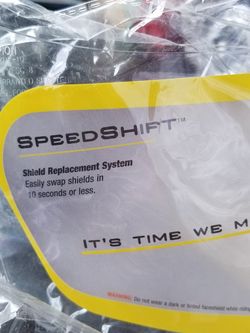 SPEEDSHIFT™
Shield Replacement System
Easily swap shields in
10 seconds or less.
IT'S TIME WE M
WARNING: Do not wear a dark or tinted faceshield while